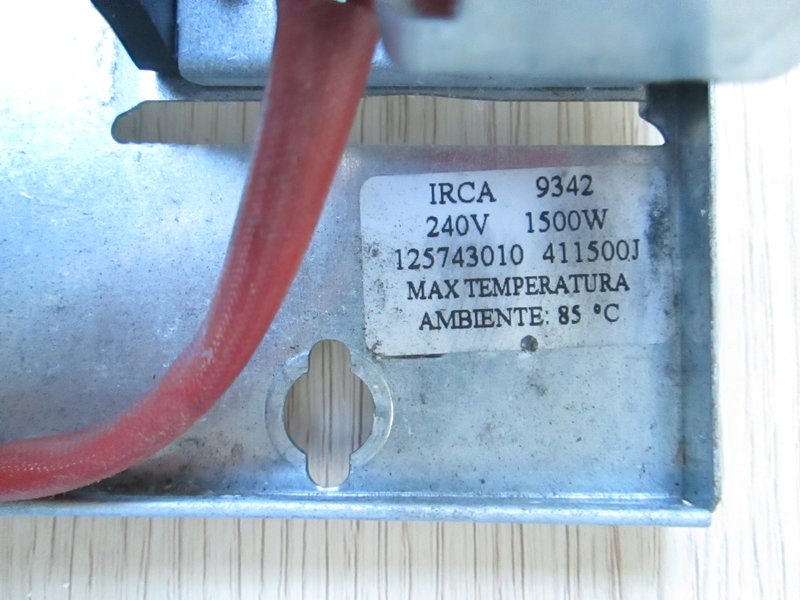 IRCA 9342
240V 1500W
125743010 411500J
MAX TEMPERATURA
AMBIENTE: 85 °C